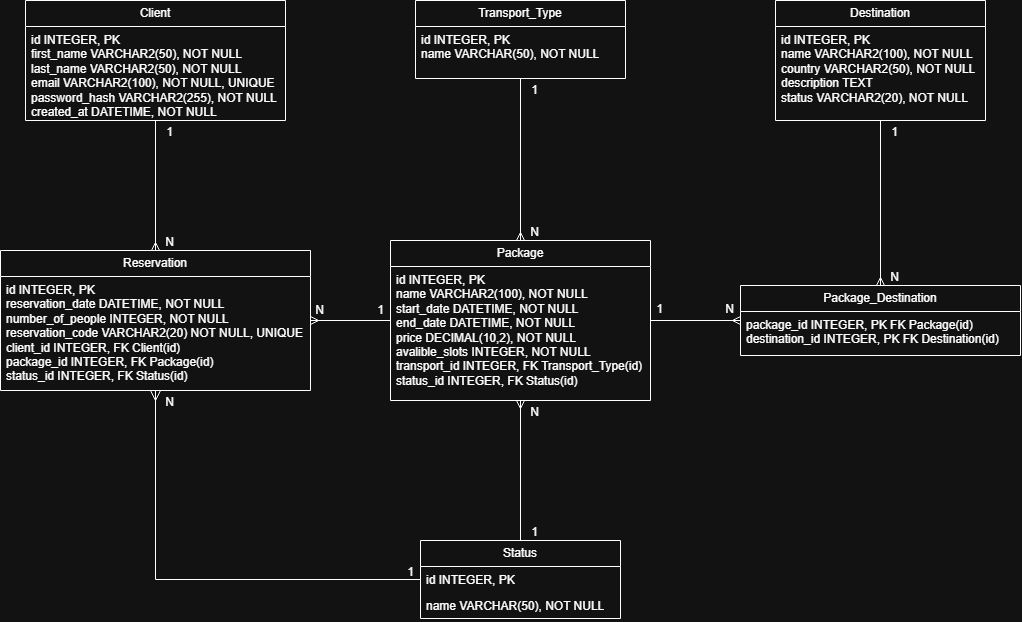 Client
id INTEGER, PK
first_name VARCHAR2(50), NOT NULL
last_name VARCHAR2(50), NOT NULL
email VARCHAR2(100), NOT NULL, UNIQUE
password_hash VARCHAR2(255), NOT NULL
created_at DATETIME, NOT NULL
1
N
Transport_Type
id INTEGER, PK
name VARCHAR(50), NOT NULL
1
N
Destination
id INTEGER, PK
name VARCHAR2(100), NOT NULL
country VARCHAR2(50), NOT NULL
description TEXT
status VARCHAR2(20), NOT NULL
1
N
Reservation
id INTEGER, PK
reservation_date DATETIME, NOT NULL
number_of_people INTEGER, NOT NULL
reservation_code VARCHAR2(20) NOT NULL, UNIQUE
client_id INTEGER, FK Client(id)
package_id INTEGER, FK Package(id)
status_id INTEGER, FK Status(id)
N
1
Package
id INTEGER, PK
name VARCHAR2(100), NOT NULL
start_date DATETIME, NOT NULL
end_date DATETIME, NOT NULL
price DECIMAL(10,2), NOT NULL
avalible_slots INTEGER, NOT NULL
transport_id INTEGER, FK Transport_Type(id)
status_id INTEGER, FK Status(id)
1
N
Package_Destination
package_id INTEGER, PK FK Package(id)
destination_id INTEGER, PK FK Destination(id)
N
N
1
1
Status
id INTEGER, PK
name VARCHAR(50), NOT NULL